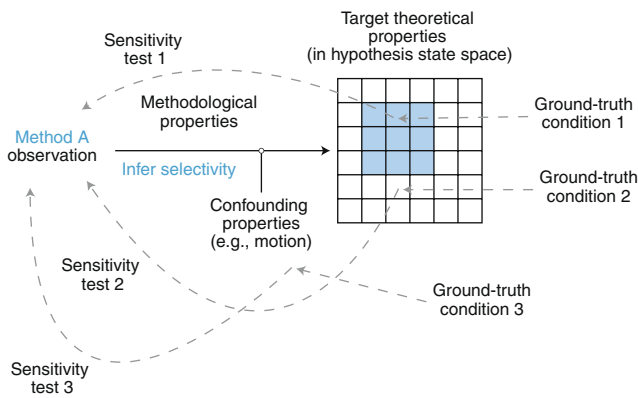 Target theoretical
properties
(in hypothesis state space)
Sensitivity
test 1
Methodological
properties
Ground-truth
condition 1
Method A
observation
Infer selectivity
Ground-truth
condition 2
Confounding
properties
(e.g., motion)
Sensitivity
test 2
Ground-truth
condition 3
Sensitivity
test 3